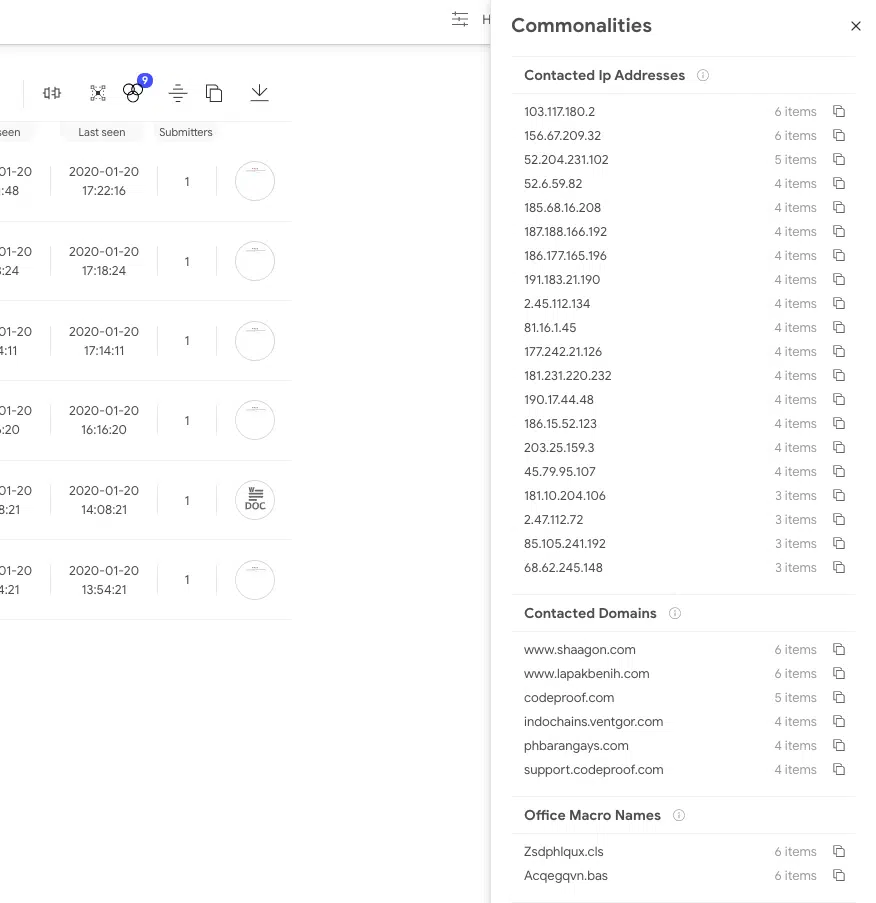 H
Commonalities
9
een
Last seen
Submitters
01-20
:48
2020-01-20
17:22:16
1
01-20
:24
2020-01-20
17:18:24
1
01-20
4:11
2020-01-20
17:14:11
1
01-20
:20
2020-01-20
16:16:20
1
01-20
8:21
2020-01-20
14:08:21
1
W
DOC
01-20
4:21
2020-01-20
13:54:21
1
Contacted Ip Addresses
103.117.180.2 6 items
156.67.209.32 6 items
52.204.231.102 5 items
52.6.59.82 4 items
185.68.16.208 4 items
187.188.166.192 4 items
186.177.165.196 4 items
191.183.21.190 4 items
2.45.112.134 4 items
81.16.1.45 4 items
177.242.21.126 4 items
181.231.220.232 4 items
190.17.44.48 4 items
186.15.52.123 4 items
203.25.159.3 4 items
45.79.95.107 4 items
181.10.204.106 3 items
2.47.112.72 3 items
85.105.241.192 3 items
68.62.245.148 3 items
Contacted Domains
www.shaagon.com 6 items
www.lapakbenih.com 6 items
codeproof.com 5 items
indochains.ventgor.com 4 items
phbarangays.com 4 items
support.codeproof.com 4 items
Office Macro Names
Zsdphlqux.cls 6 items
Acqegqvn.bas 6 items